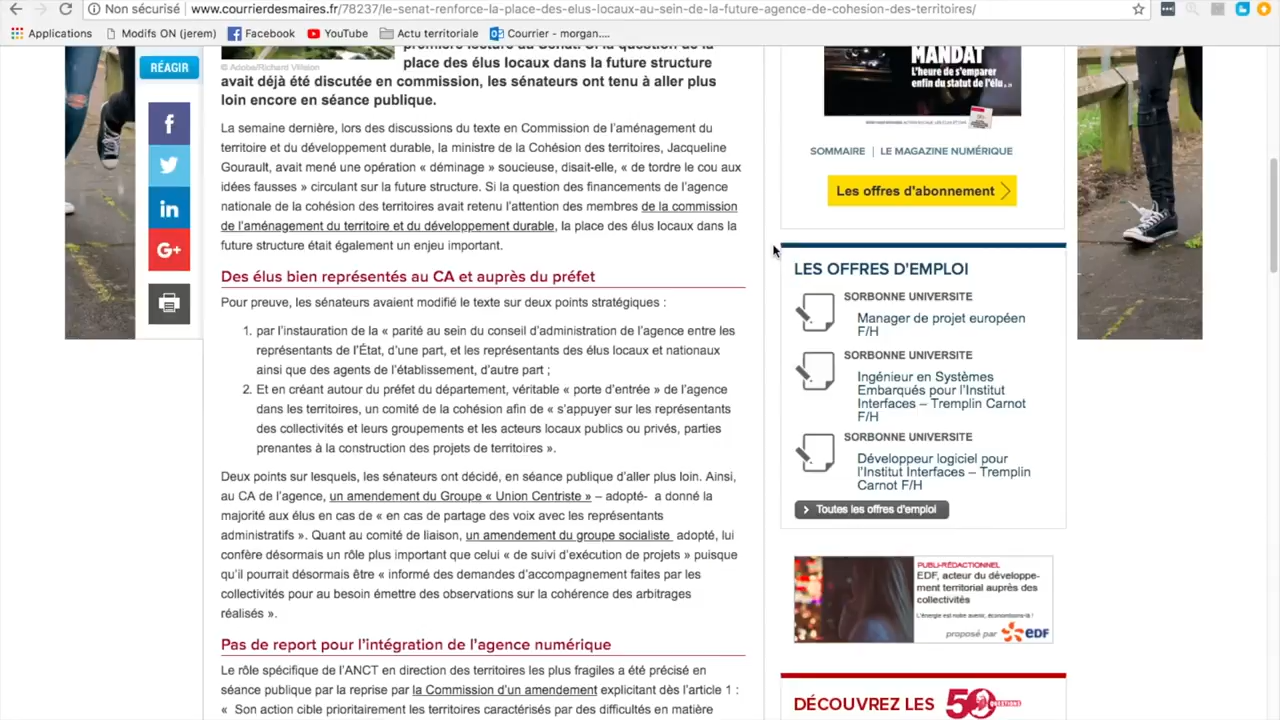 Non sécurisé | www.courrierdesmaires.fr/78237/le-senat-renforce-la-place-des-elus-locaux-au-sein-de-la-future-agence-de-cohesion-des-territoires/
Applications
Modifs ON (jerem)
Facebook
YouTube
Actu territoriale
Courrier - morgan....
RÉAGIR
© Adobe/Richard Villalon
première lecture au Sénat. Si la question de la
place des élus locaux dans la future structure
avait déjà été discutée en commission, les sénateurs ont tenu à aller plus
loin encore en séance publique.
La semaine dernière, lors des discussions du texte en Commission de l'aménagement du
territoire et du développement durable, la ministre de la Cohésion des territoires, Jacqueline
Gourault, avait mené une opération « déminage » soucieuse, disait-elle, « de tordre le cou aux
idées fausses » circulant sur la future structure. Si la question des financements de l'agence
nationale de la cohésion des territoires avait retenu l'attention des membres de la commission
de l'aménagement du territoire et du développement durable, la place des élus locaux dans la
future structure était également un enjeu important.
Des élus bien représentés au CA et auprès du préfet
Pour preuve, les sénateurs avaient modifié le texte sur deux points stratégiques :
1. par l'instauration de la « parité au sein du conseil d'administration de l'agence entre les
représentants de l'État, d'une part, et les représentants des élus locaux et nationaux
ainsi que des agents de l'établissement, d'autre part ;
2. Et en créant autour du préfet du département, véritable « porte d'entrée » de l'agence
dans les territoires, un comité de la cohésion afin de « s'appuyer sur les représentants
des collectivités et leurs groupements et les acteurs locaux publics ou privés, parties
prenantes à la construction des projets de territoires ».
Deux points sur lesquels, les sénateurs ont décidé, en séance publique d'aller plus loin. Ainsi,
au CA de l'agence, un amendement du Groupe « Union Centriste » – adopté- a donné la
majorité aux élus en cas de « en cas de partage des voix avec les représentants
administratifs ». Quant au comité de liaison, un amendement du groupe socialiste adopté, lui
confère désormais un rôle plus important que celui « de suivi d'exécution de projets » puisque
qu'il pourrait désormais être « informé des demandes d'accompagnement faites par les
collectivités pour au besoin émettre des observations sur la cohérence des arbitrages
réalisés ».
Pas de report pour l'intégration de l'agence numérique
Le rôle spécifique de l'ANCT en direction des territoires les plus fragiles a été précisé en
séance publique par la reprise par la Commission d'un amendement explicitant dès l'article 1 :
« Son action cible prioritairement les territoires caractérisés par des difficultés en matière
MANDAT
L'heure de s'emparer
enfin du statut de l'élu...
SOMMAIRE | LE MAGAZINE NUMÉRIQUE
Les offres d'abonnement
LES OFFRES D'EMPLOI
SORBONNE UNIVERSITE
Manager de projet européen
F/H
SORBONNE UNIVERSITE
Ingénieur en Systèmes
Embarqués pour l'Institut
Interfaces – Tremplin Carnot
F/H
SORBONNE UNIVERSITE
Développeur logiciel pour
l'Institut Interfaces – Tremplin
Carnot F/H
Toutes les offres d'emploi
PUBLI-RÉDACTIONNEL
EDF, acteur du développe-
ment territorial auprès des
collectivités
L'énergie est notre avenir, économisons-la !
proposé par edf
DÉCOUVREZ LES 50 QUESTIONS